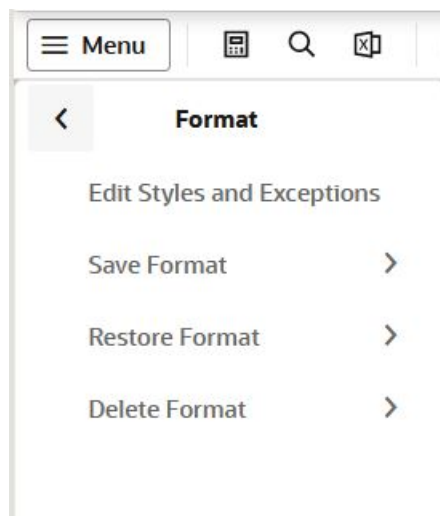 Menu
Format
Edit Styles and Exceptions
Save Format
Restore Format
Delete Format